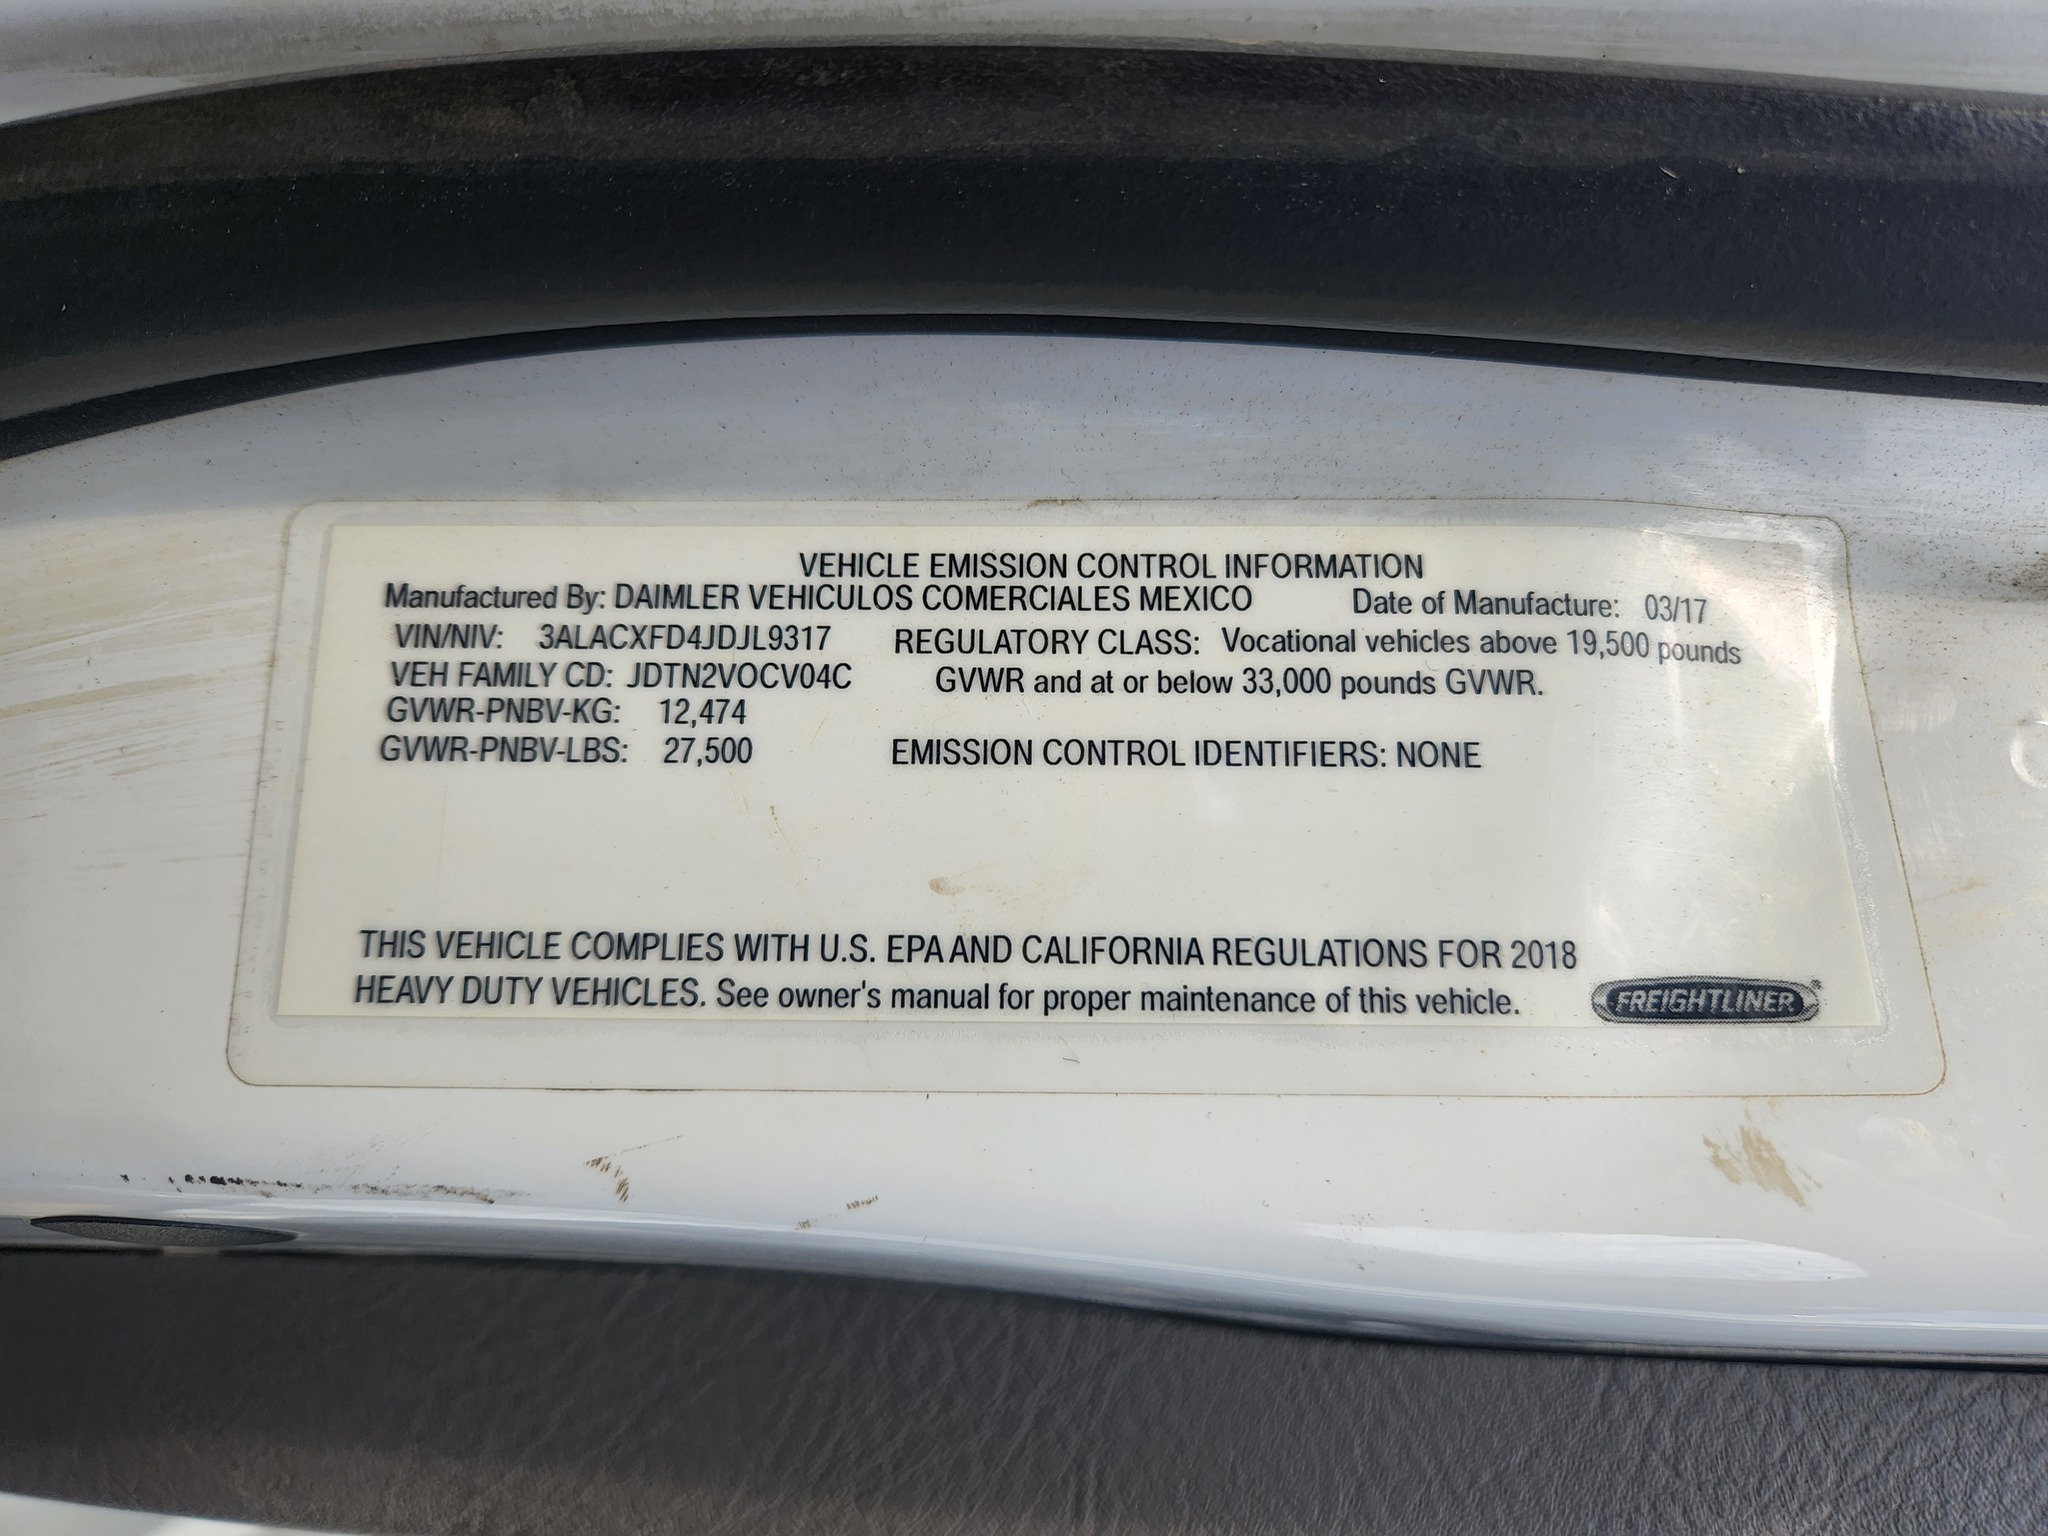 VEHICLE EMISSION CONTROL INFORMATION
Manufactured By: DAIMLER VEHICULOS COMERCIALES MEXICO Date of Manufacture: 03/17
VIN/NIV: 3ALACXFD4JDJL9317 REGULATORY CLASS: Vocational vehicles above 19,500 pounds
VEH FAMILY CD: JDTN2VOCV04C GVWR and at or below 33,000 pounds GVWR.
GVWR-PNBV-KG: 12,474
GVWR-PNBV-LBS: 27,500 EMISSION CONTROL IDENTIFIERS: NONE
THIS VEHICLE COMPLIES WITH U.S. EPA AND CALIFORNIA REGULATIONS FOR 2018
HEAVY DUTY VEHICLES. See owner's manual for proper maintenance of this vehicle.
FREIGHTLINER®